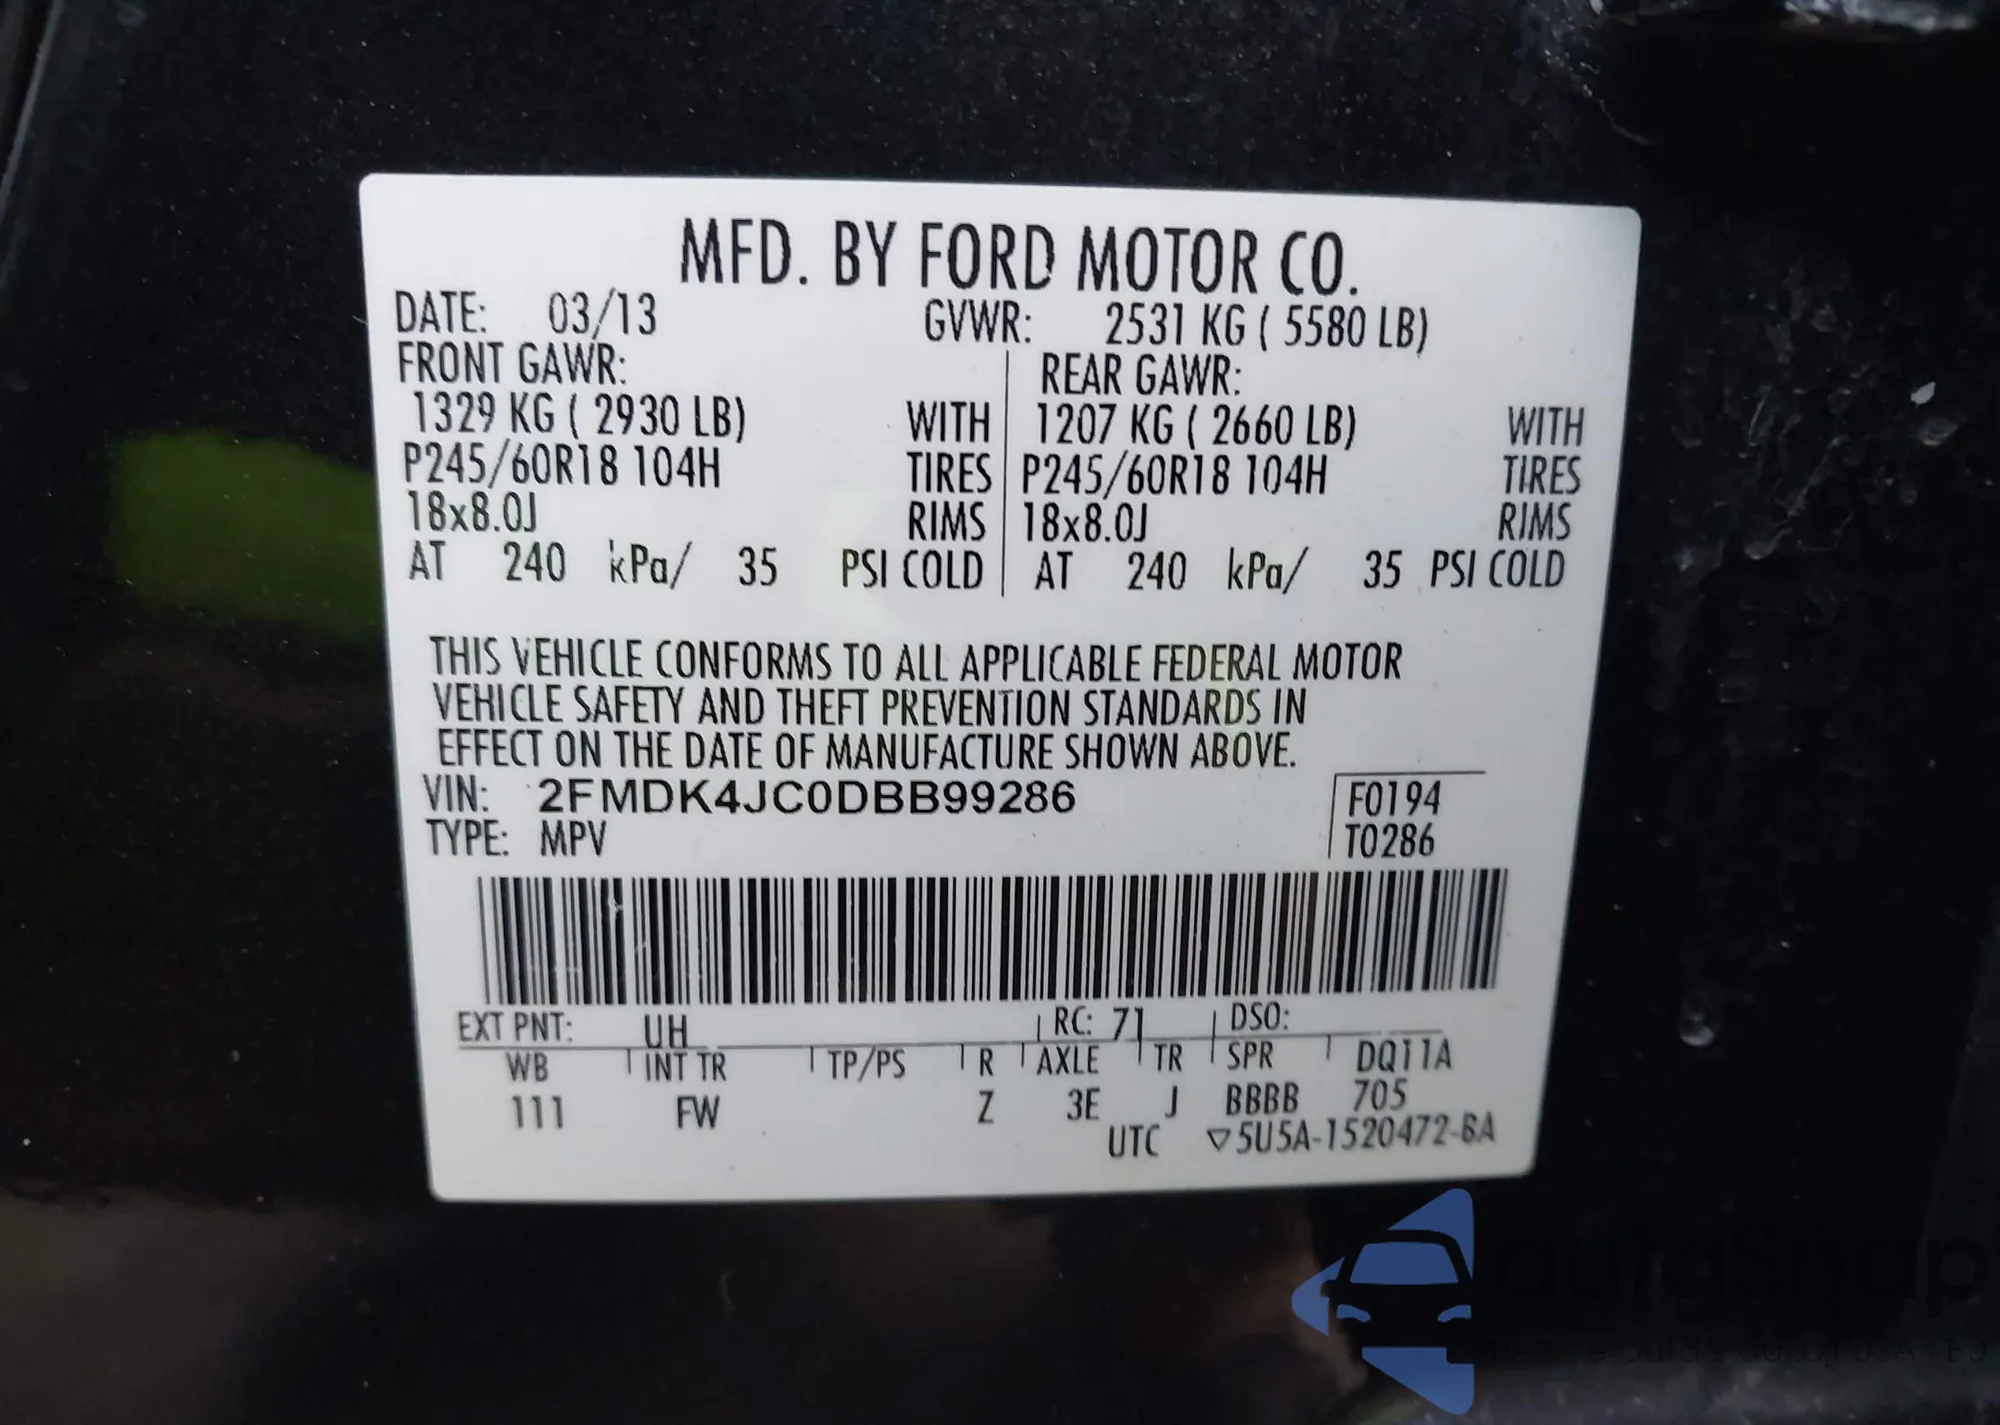 MFD. BY FORD MOTOR CO.
DATE: 03/13 GVWR: 2531 KG ( 5580 LB)
FRONT GAWR: REAR GAWR:
1329 KG ( 2930 LB) WITH 1207 KG ( 2660 LB) WITH
P245/60R18 104H TIRES P245/60R18 104H TIRES
18x8.0J RIMS 18x8.0J RIMS
AT 240 kPa/ 35 PSI COLD AT 240 kPa/ 35 PSI COLD
THIS VEHICLE CONFORMS TO ALL APPLICABLE FEDERAL MOTOR
VEHICLE SAFETY AND THEFT PREVENTION STANDARDS IN
EFFECT ON THE DATE OF MANUFACTURE SHOWN ABOVE.
VIN: 2FMDK4JC0DBB99286 F0194
TYPE: MPV T0286
EXT PNT: UH RC: 71 DSO:
WB INT TR TP/PS R AXLE TR SPR DQ11A
111 FW Z 3E J BBBB 705
UTC ▽5U5A-1520472-BA